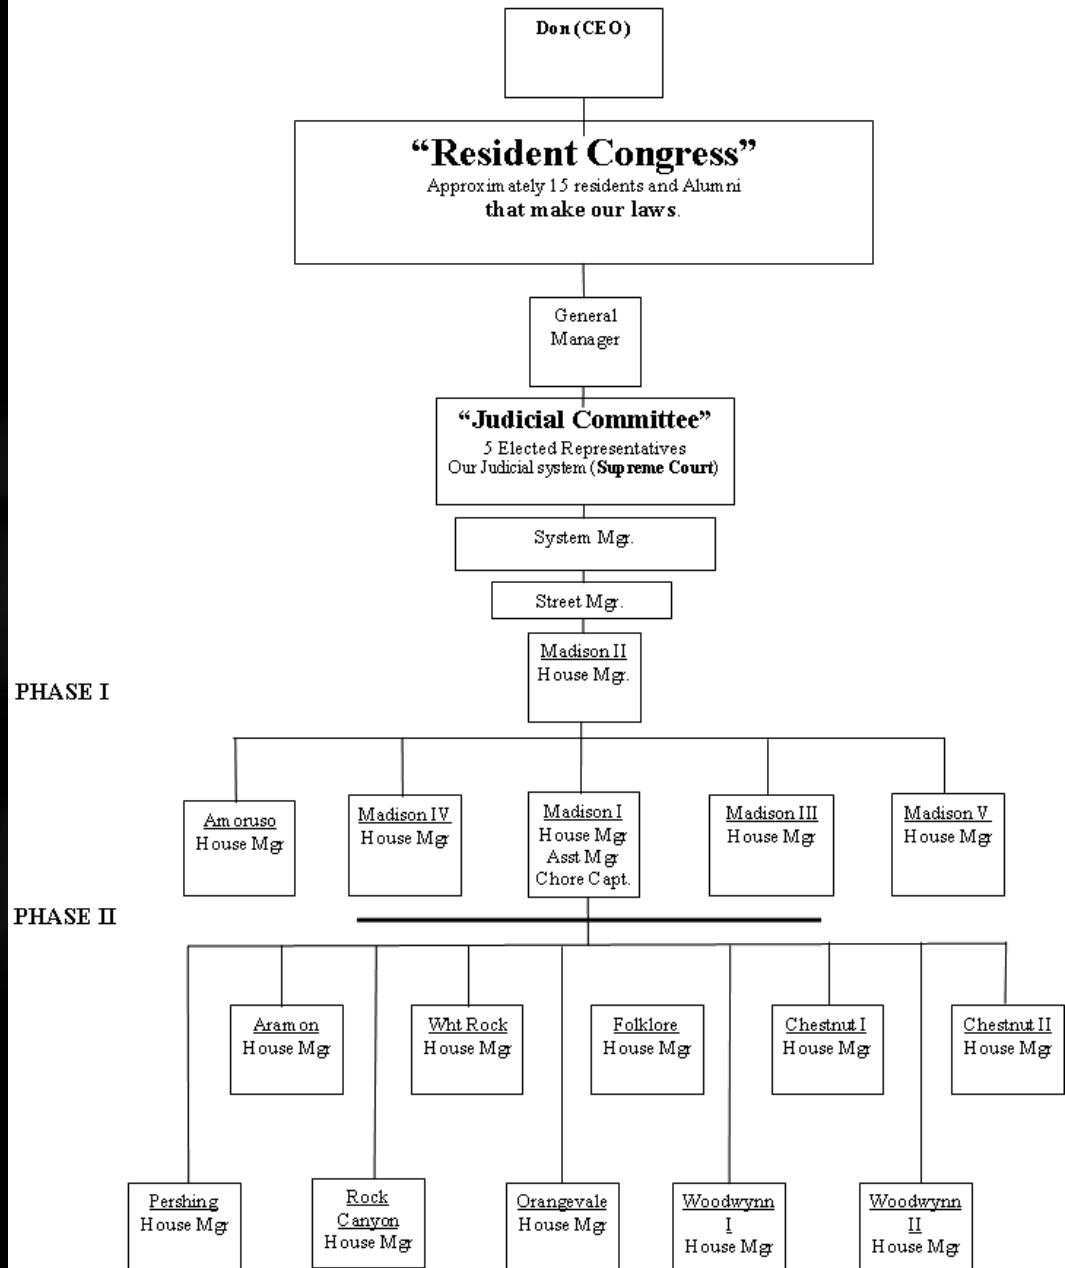 Don (CEO)
“Resident Congress”
Approximately 15 residents and Alumni
that make our laws.
General
Manager
“Judicial Committee”
5 Elected Representatives
Our Judicial system (Supreme Court)
System Mgr.
Street Mgr.
Madison II
House Mgr.
PHASE I
Amoruso
House Mgr
Madison IV
House Mgr
Madison I
House Mgr
Asst Mgr
Chore Capt.
Madison III
House Mgr
Madison V
House Mgr
PHASE II
Aramon
House Mgr
Wht Rock
House Mgr
Folklore
House Mgr
Chestnut I
House Mgr
Chestnut II
House Mgr
Pershing
House Mgr
Rock
Canyon
House Mgr
Orangevale
House Mgr
Woodwynn
I
House Mgr
Woodwynn
II
House Mgr